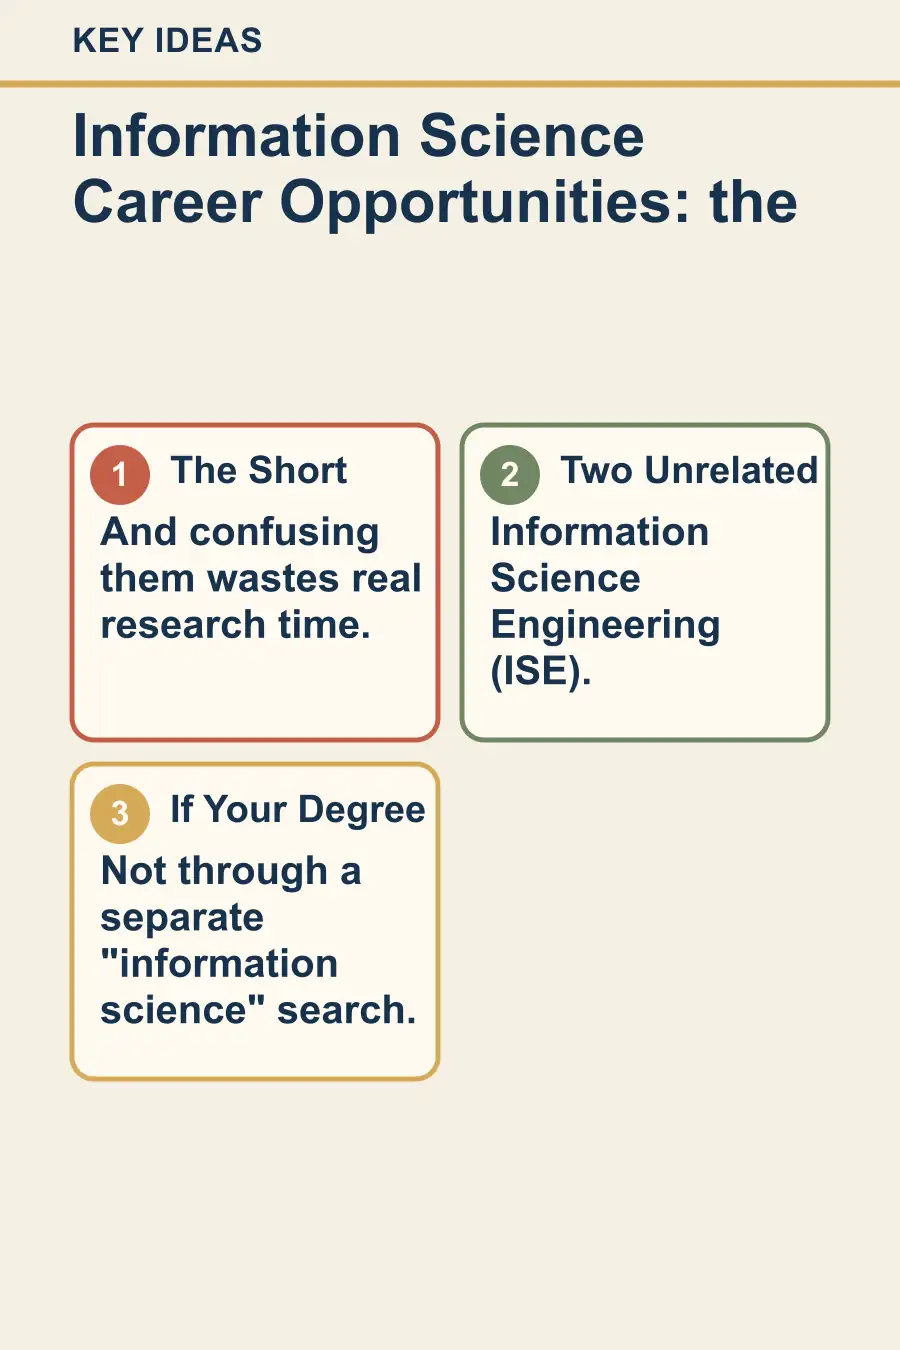 KEY IDEAS
Information Science
Career Opportunities: the
1
The Short
And confusing
them wastes real
research time.
2
Two Unrelated
Information
Science
Engineering
(ISE).
3
If Your Degree
Not through a
separate
"information
science" search.